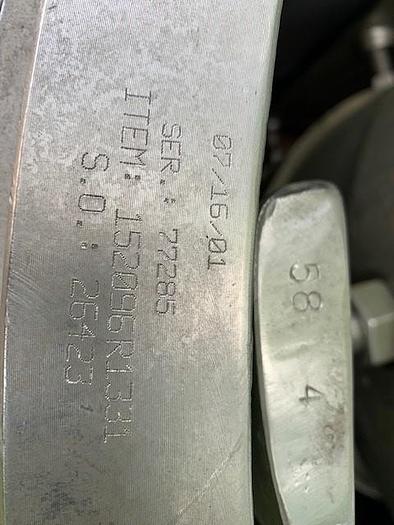 07/16/01
SER.: 77285
ITEM: 152096R1331
S.O.: 26423
58 4